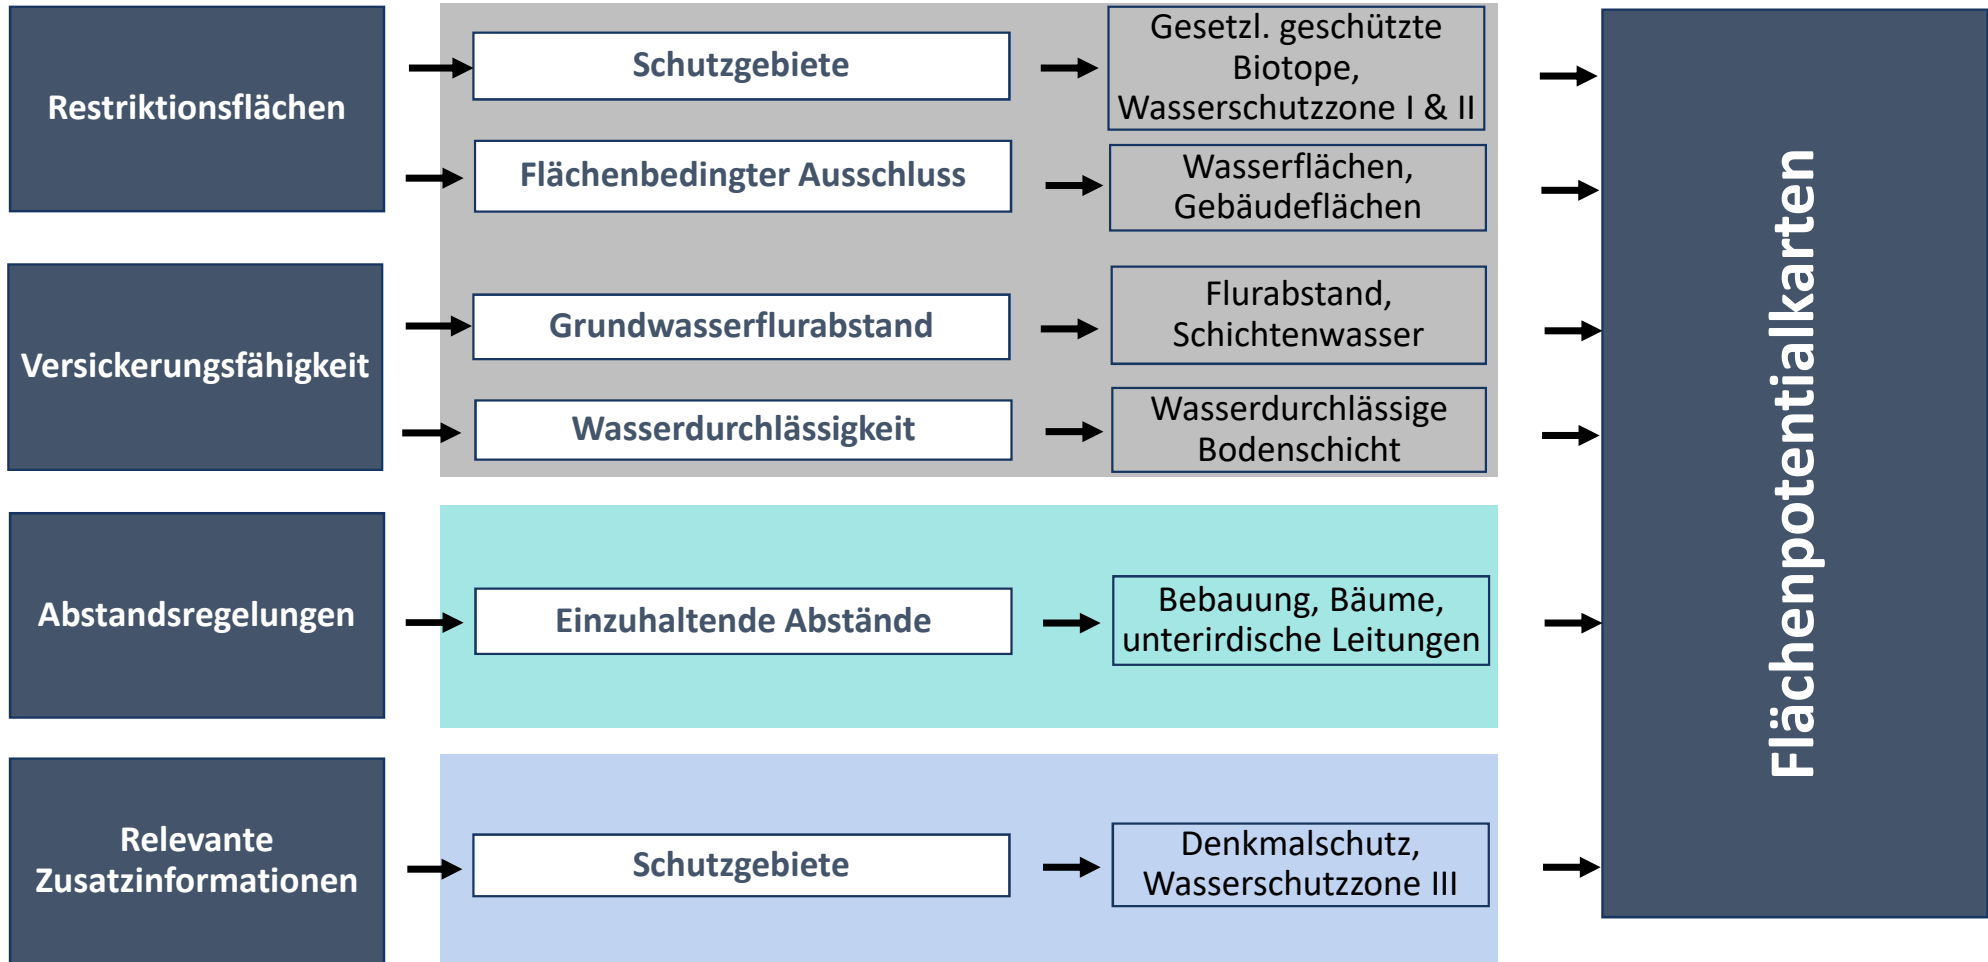 Restriktionsflächen
Schutzgebiete
Gesetzl. geschützte
Biotope,
Wasserschutzzone I & II
Flächenbedingter Ausschluss
Wasserflächen,
Gebäudeflächen
Versickerungsfähigkeit
Grundwasserflurabstand
Flurabstand,
Schichtenwasser
Wasserdurchlässigkeit
Wasserdurchlässige
Bodenschicht
Abstandsregelungen
Einzuhaltende Abstände
Bebauung, Bäume,
unterirdische Leitungen
Relevante
Zusatzinformationen
Schutzgebiete
Denkmalschutz,
Wasserschutzzone III
Flächenpotentialkarten